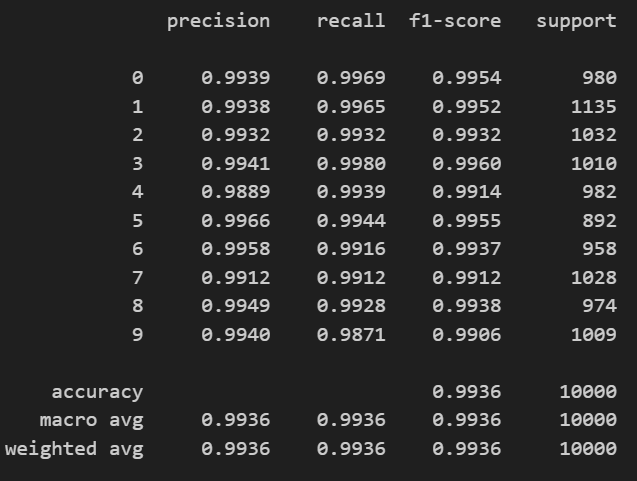 precision recall f1-score support
0 0.9939 0.9969 0.9954 980
1 0.9938 0.9965 0.9952 1135
2 0.9932 0.9932 0.9932 1032
3 0.9941 0.9980 0.9960 1010
4 0.9889 0.9939 0.9914 982
5 0.9966 0.9944 0.9955 892
6 0.9958 0.9916 0.9937 958
7 0.9912 0.9912 0.9912 1028
8 0.9949 0.9928 0.9938 974
9 0.9940 0.9871 0.9906 1009
accuracy 0.9936 10000
macro avg 0.9936 0.9936 0.9936 10000
weighted avg 0.9936 0.9936 0.9936 10000